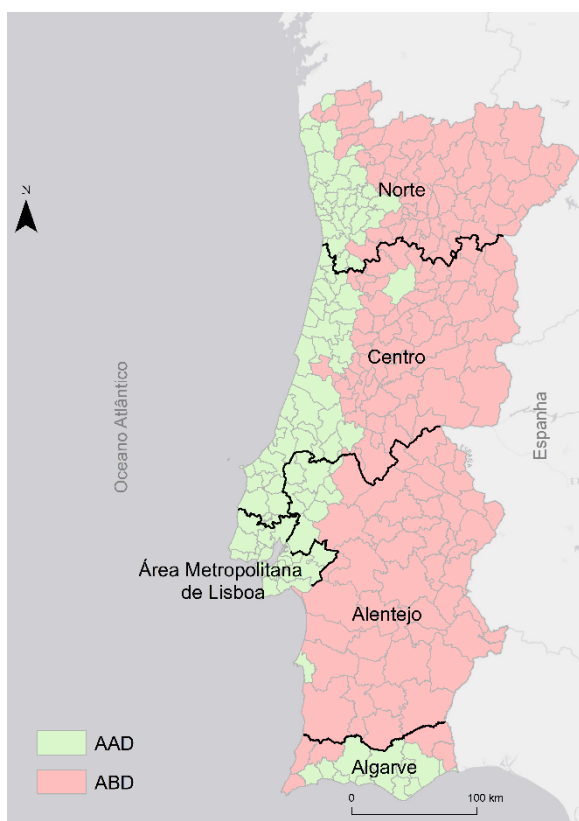 N
Norte
Centro
Oceano Atlântico
Espanha
Área Metropolitana
de Lisboa
Alentejo
AAD
ABD
Algarve
0
100 km